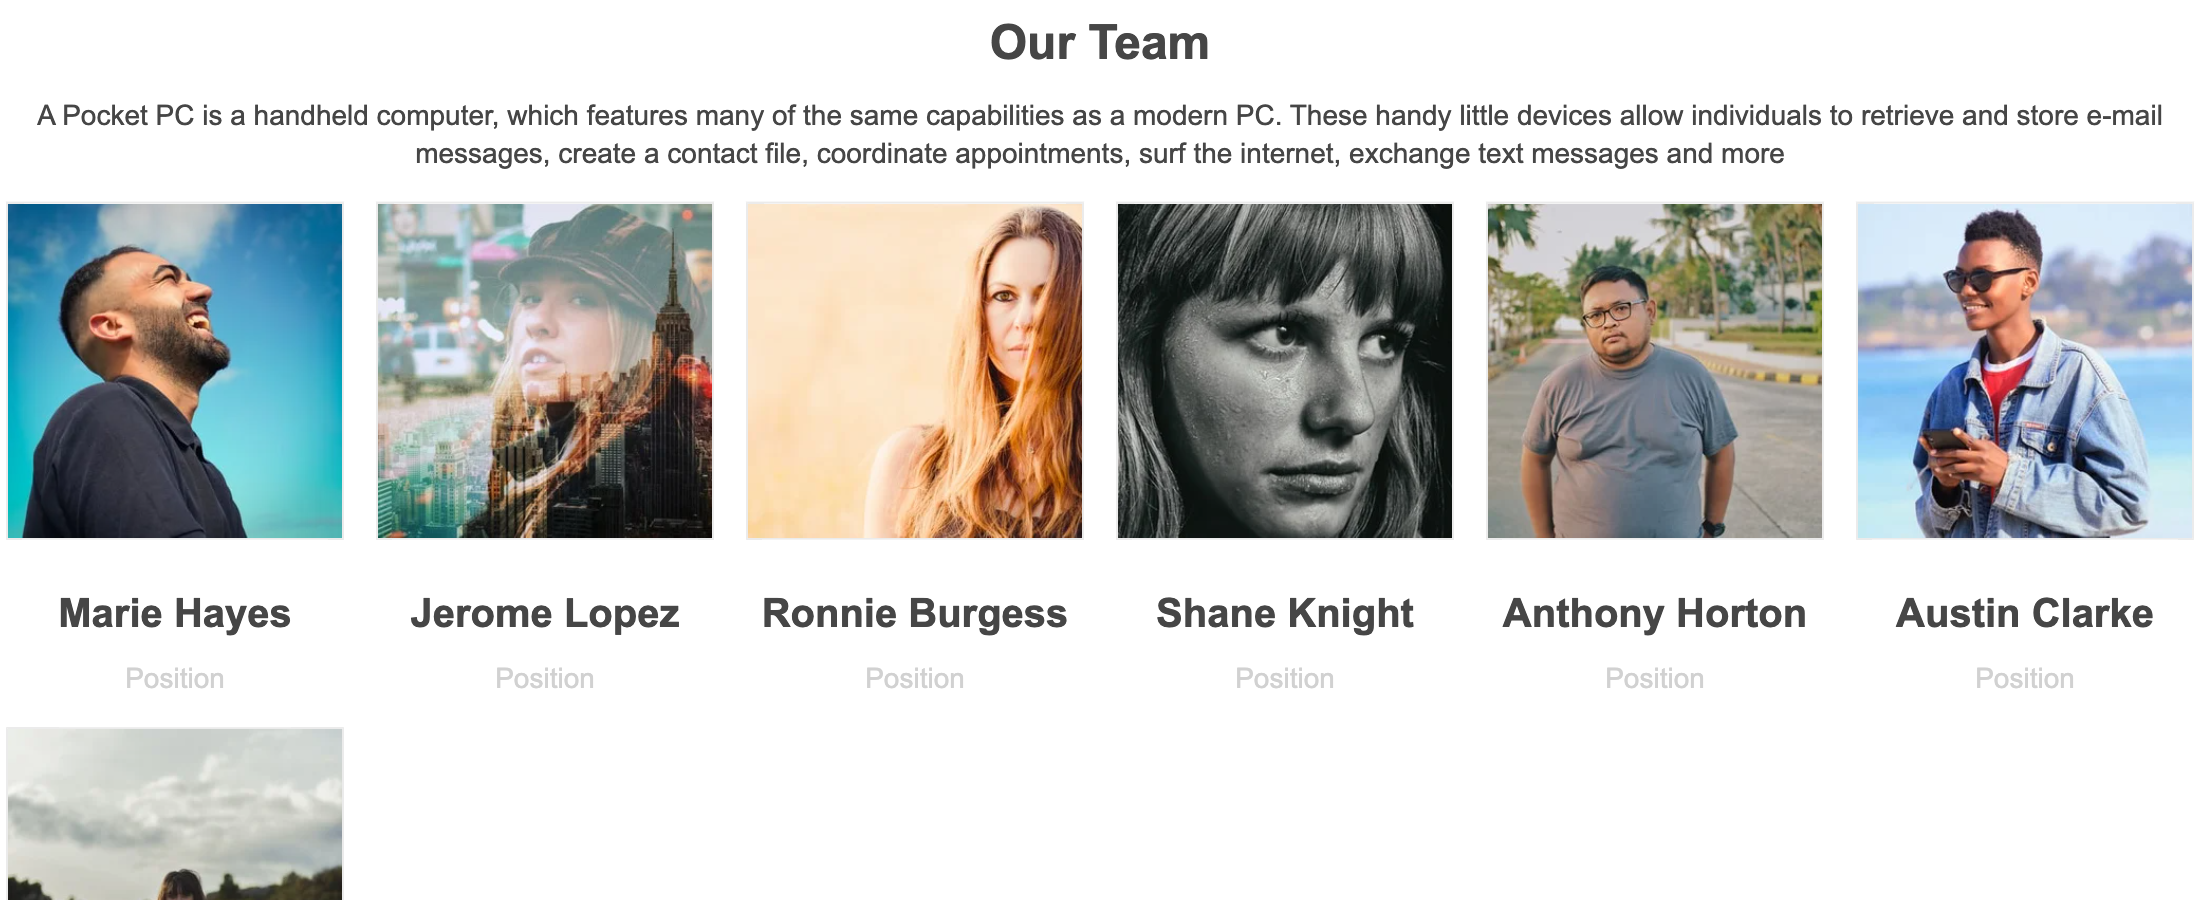 Our Team
A Pocket PC is a handheld computer, which features many of the same capabilities as a modern PC. These handy little devices allow individuals to retrieve and store e-mail
messages, create a contact file, coordinate appointments, surf the internet, exchange text messages and more
Marie Hayes
Jerome Lopez
Ronnie Burgess
Shane Knight
Anthony Horton
Austin Clarke
Position
Position
Position
Position
Position
Position